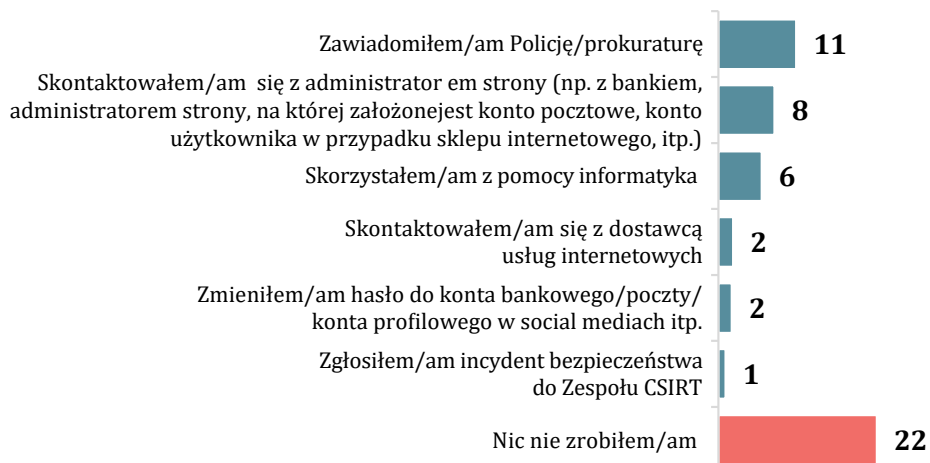 Zawiadomiłem/am Policję/prokuraturę 11
Skontaktowałem/am się z administrator em strony (np. z bankiem,
administratorem strony, na której założonejest konto pocztowe, konto
użytkownika w przypadku sklepu internetowego, itp.) 8
Skorzystałem/am z pomocy informatyka 6
Skontaktowałem/am się z dostawcą
usług internetowych 2
Zmieniłem/am hasło do konta bankowego/poczty/
konta profilowego w social mediach itp. 2
Zgłosiłem/am incydent bezpieczeństwa
do Zespołu CSIRT 1
Nic nie zrobiłem/am 22